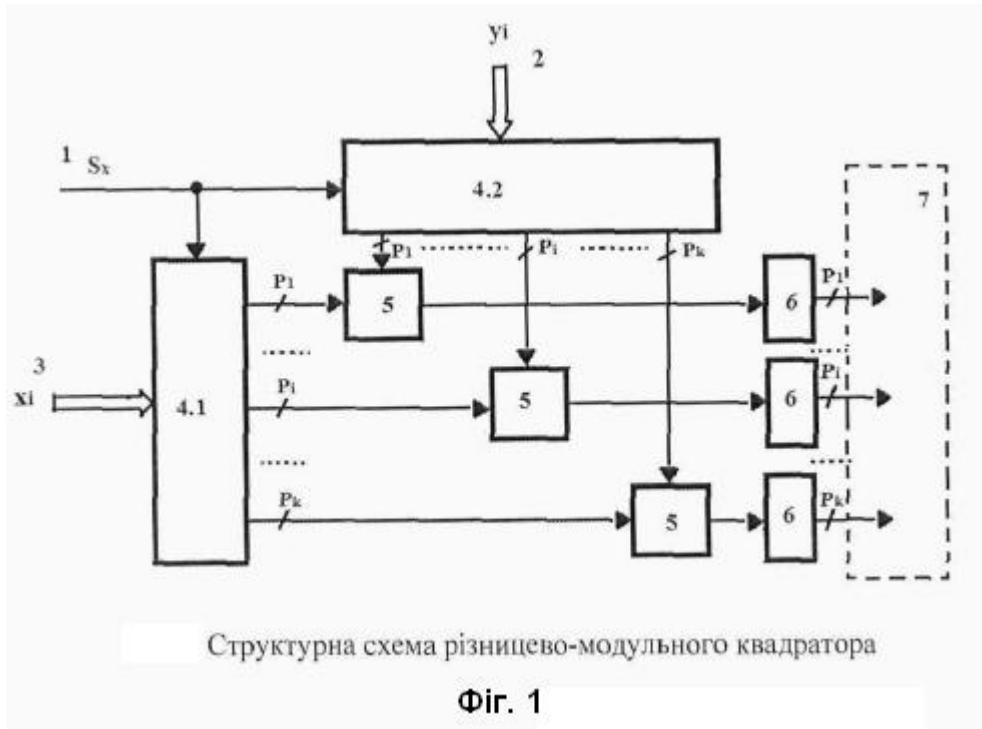 yi
2
1 Sx
4.2
7
P1 Pi Pk
P1 5 6 P1
3
xi 4.1 Pi 5 6 Pi
Pk 5 6 Pk
Структурна схема різницево-модульного квадратора
Фіг. 1